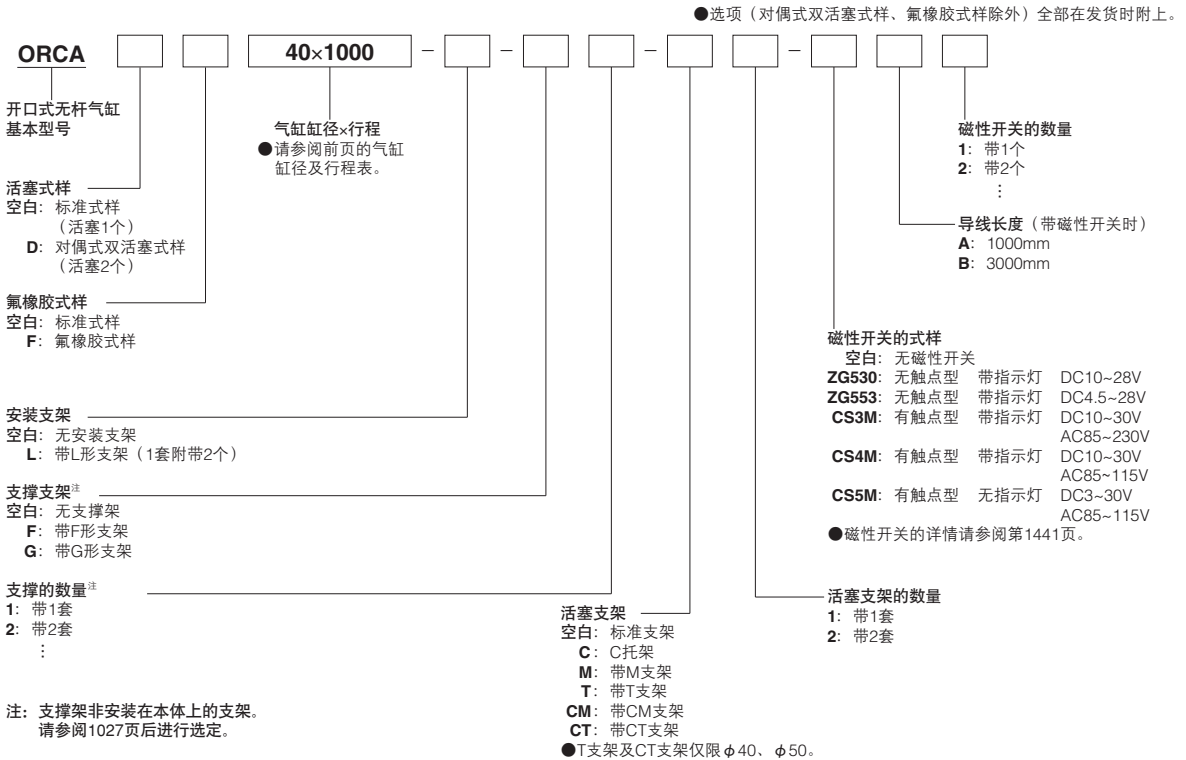 ●选项（对偶式双活塞式样、氟橡胶式样除外）全部在发货时附上。
ORCA 40×1000 － － － － －
开口式无杆气缸
基本型号
气缸缸径×行程
●请参阅前页的气缸
缸径及行程表。
活塞式样
空白：标准式样
（活塞1个）
D：对偶式双活塞式样
（活塞2个）
氟橡胶式样
空白：标准式样
F：氟橡胶式样
安装支架
空白：无安装支架
L：带L形支架（1套附带2个）
支撑支架注
空白：无支撑架
F：带F形支架
G：带G形支架
支撑的数量注
1：带1套
2：带2套
⋮
注：支撑架非安装在本体上的支架。
请参阅1027页后进行选定。
活塞支架
空白：标准支架
C：C托架
M：带M支架
T：带T支架
CM：带CM支架
CT：带CT支架
●T支架及CT支架仅限φ40、φ50。
活塞支架的数量
1：带1套
2：带2套
磁性开关的式样
空白：无磁性开关
ZG530：无触点型 带指示灯 DC10~28V
ZG553：无触点型 带指示灯 DC4.5~28V
CS3M：有触点型 带指示灯 DC10~30V
AC85~230V
CS4M：有触点型 带指示灯 DC10~30V
AC85~115V
CS5M：有触点型 无指示灯 DC3~30V
AC85~115V
●磁性开关的详情请参阅第1441页。
导线长度（带磁性开关时）
A：1000mm
B：3000mm
磁性开关的数量
1：带1个
2：带2个
⋮